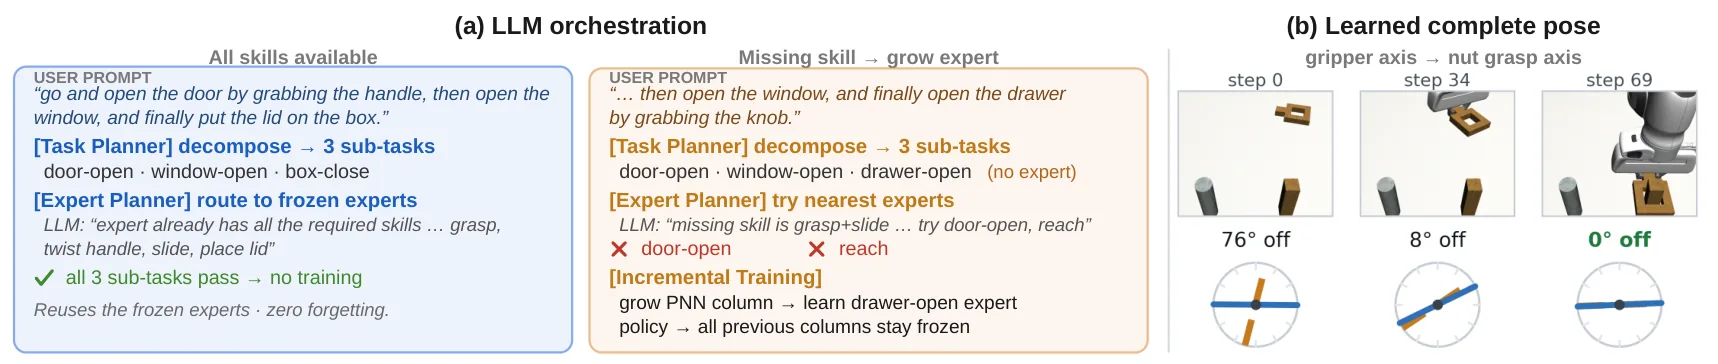 (a) LLM orchestration
All skills available
USER PROMPT
“go and open the door by grabbing the handle, then open the
window, and finally put the lid on the box.”
[Task Planner] decompose → 3 sub-tasks
door-open · window-open · box-close
[Expert Planner] route to frozen experts
LLM: “expert already has all the required skills … grasp,
twist handle, slide, place lid”
✓ all 3 sub-tasks pass → no training
Reuses the frozen experts · zero forgetting.
Missing skill → grow expert
USER PROMPT
“… then open the window, and finally open the drawer
by grabbing the knob.”
[Task Planner] decompose → 3 sub-tasks
door-open · window-open · drawer-open (no expert)
[Expert Planner] try nearest experts
LLM: “missing skill is grasp+slide … try door-open, reach”
✗ door-open ✗ reach
[Incremental Training]
grow PNN column → learn drawer-open expert
policy → all previous columns stay frozen
(b) Learned complete pose
gripper axis → nut grasp axis
step 0 step 34 step 69
76° off 8° off 0° off